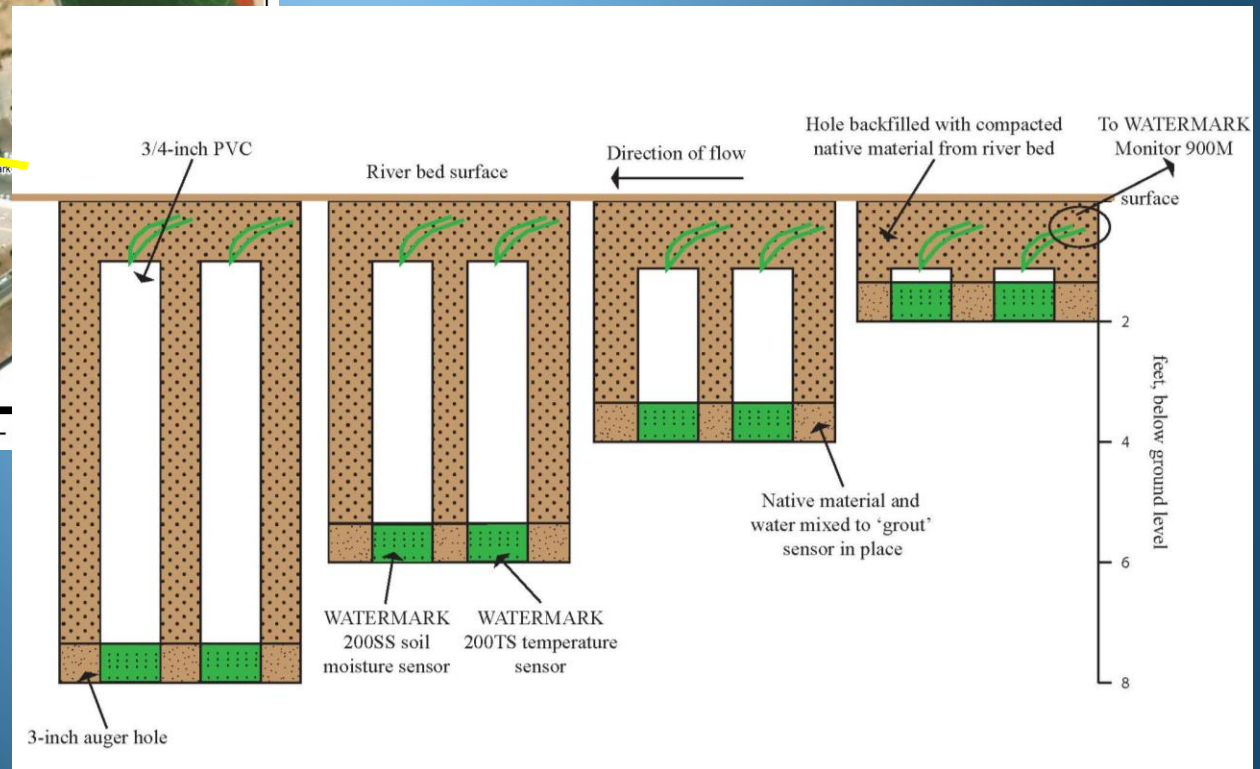 3/4-inch PVC
River bed surface
Direction of flow
Hole backfilled with compacted
native material from river bed
To WATERMARK
Monitor 900M
surface
2
4
6
8
feet, below ground level
Native material and
water mixed to ‘grout’
sensor in place
WATERMARK
200SS soil
moisture sensor
WATERMARK
200TS temperature
sensor
3-inch auger hole